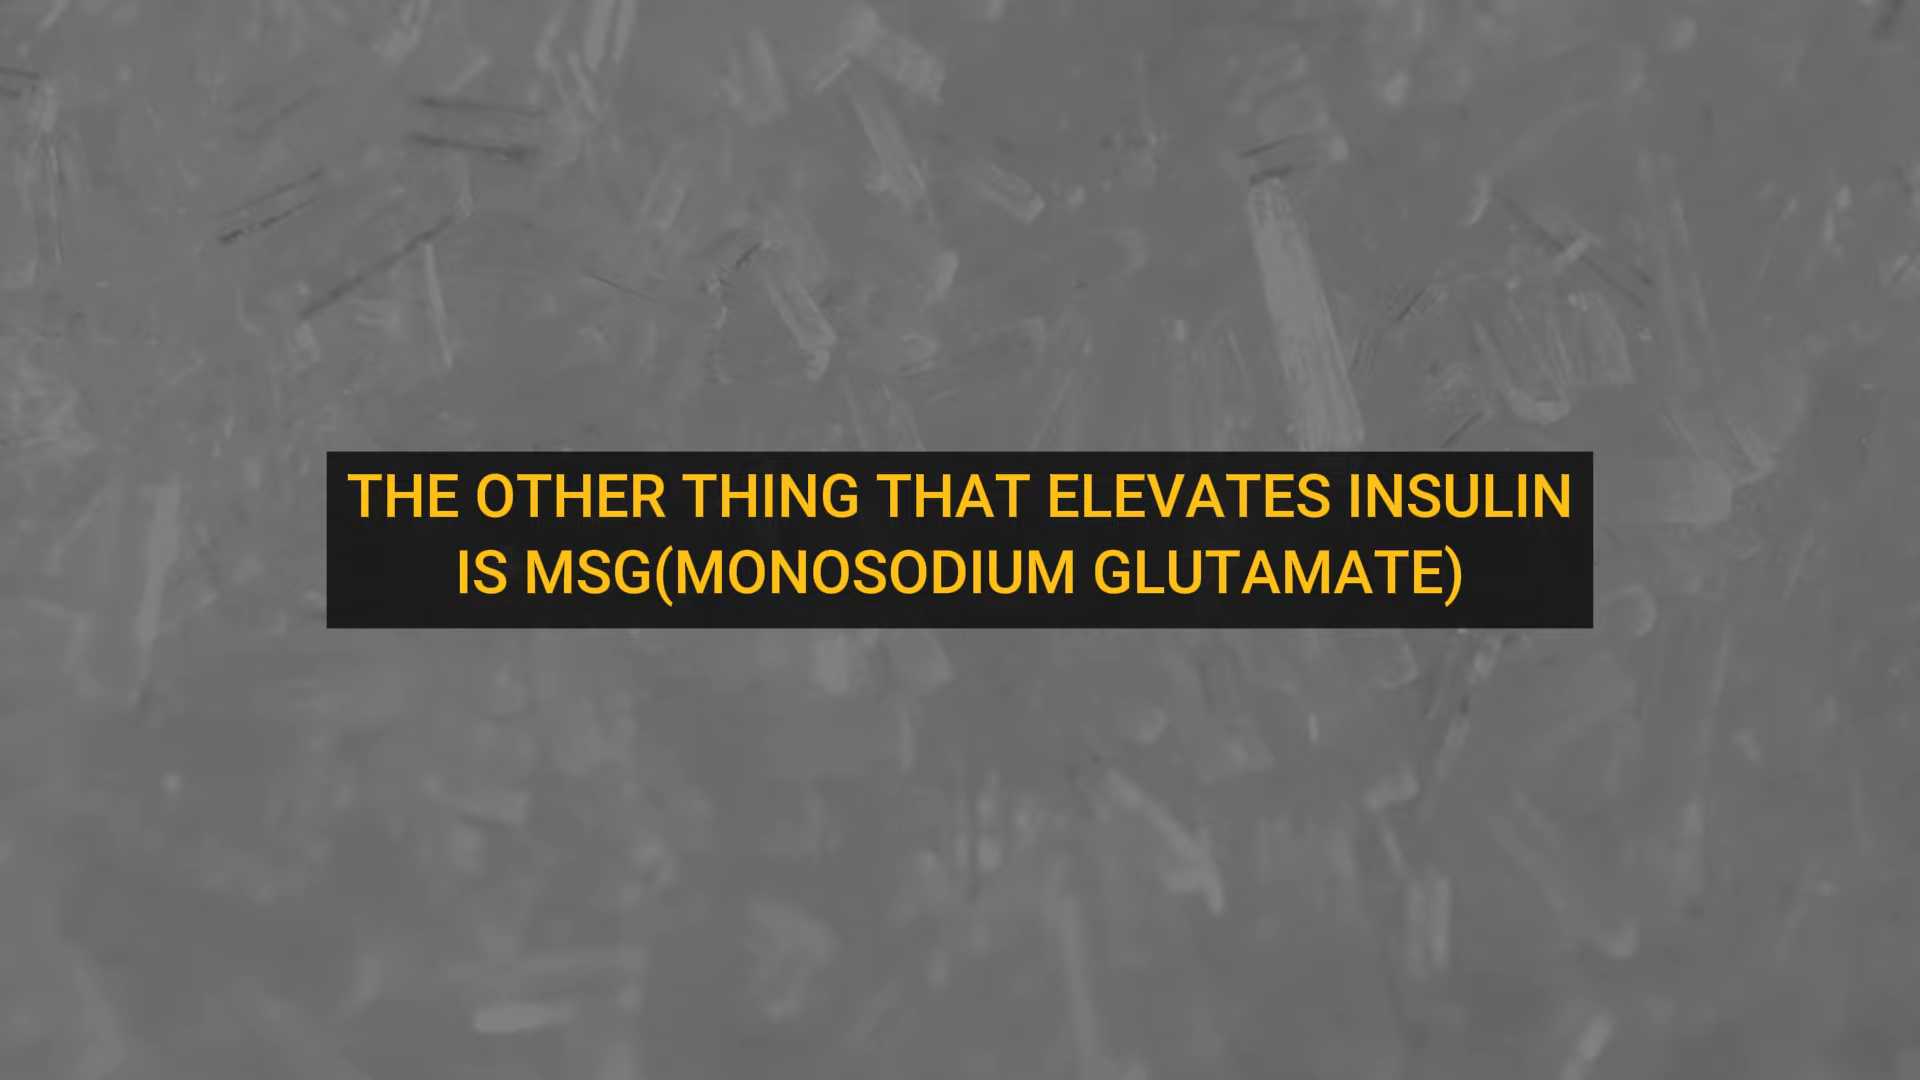 THE OTHER THING THAT ELEVATES INSULIN
IS MSG(MONOSODIUM GLUTAMATE)